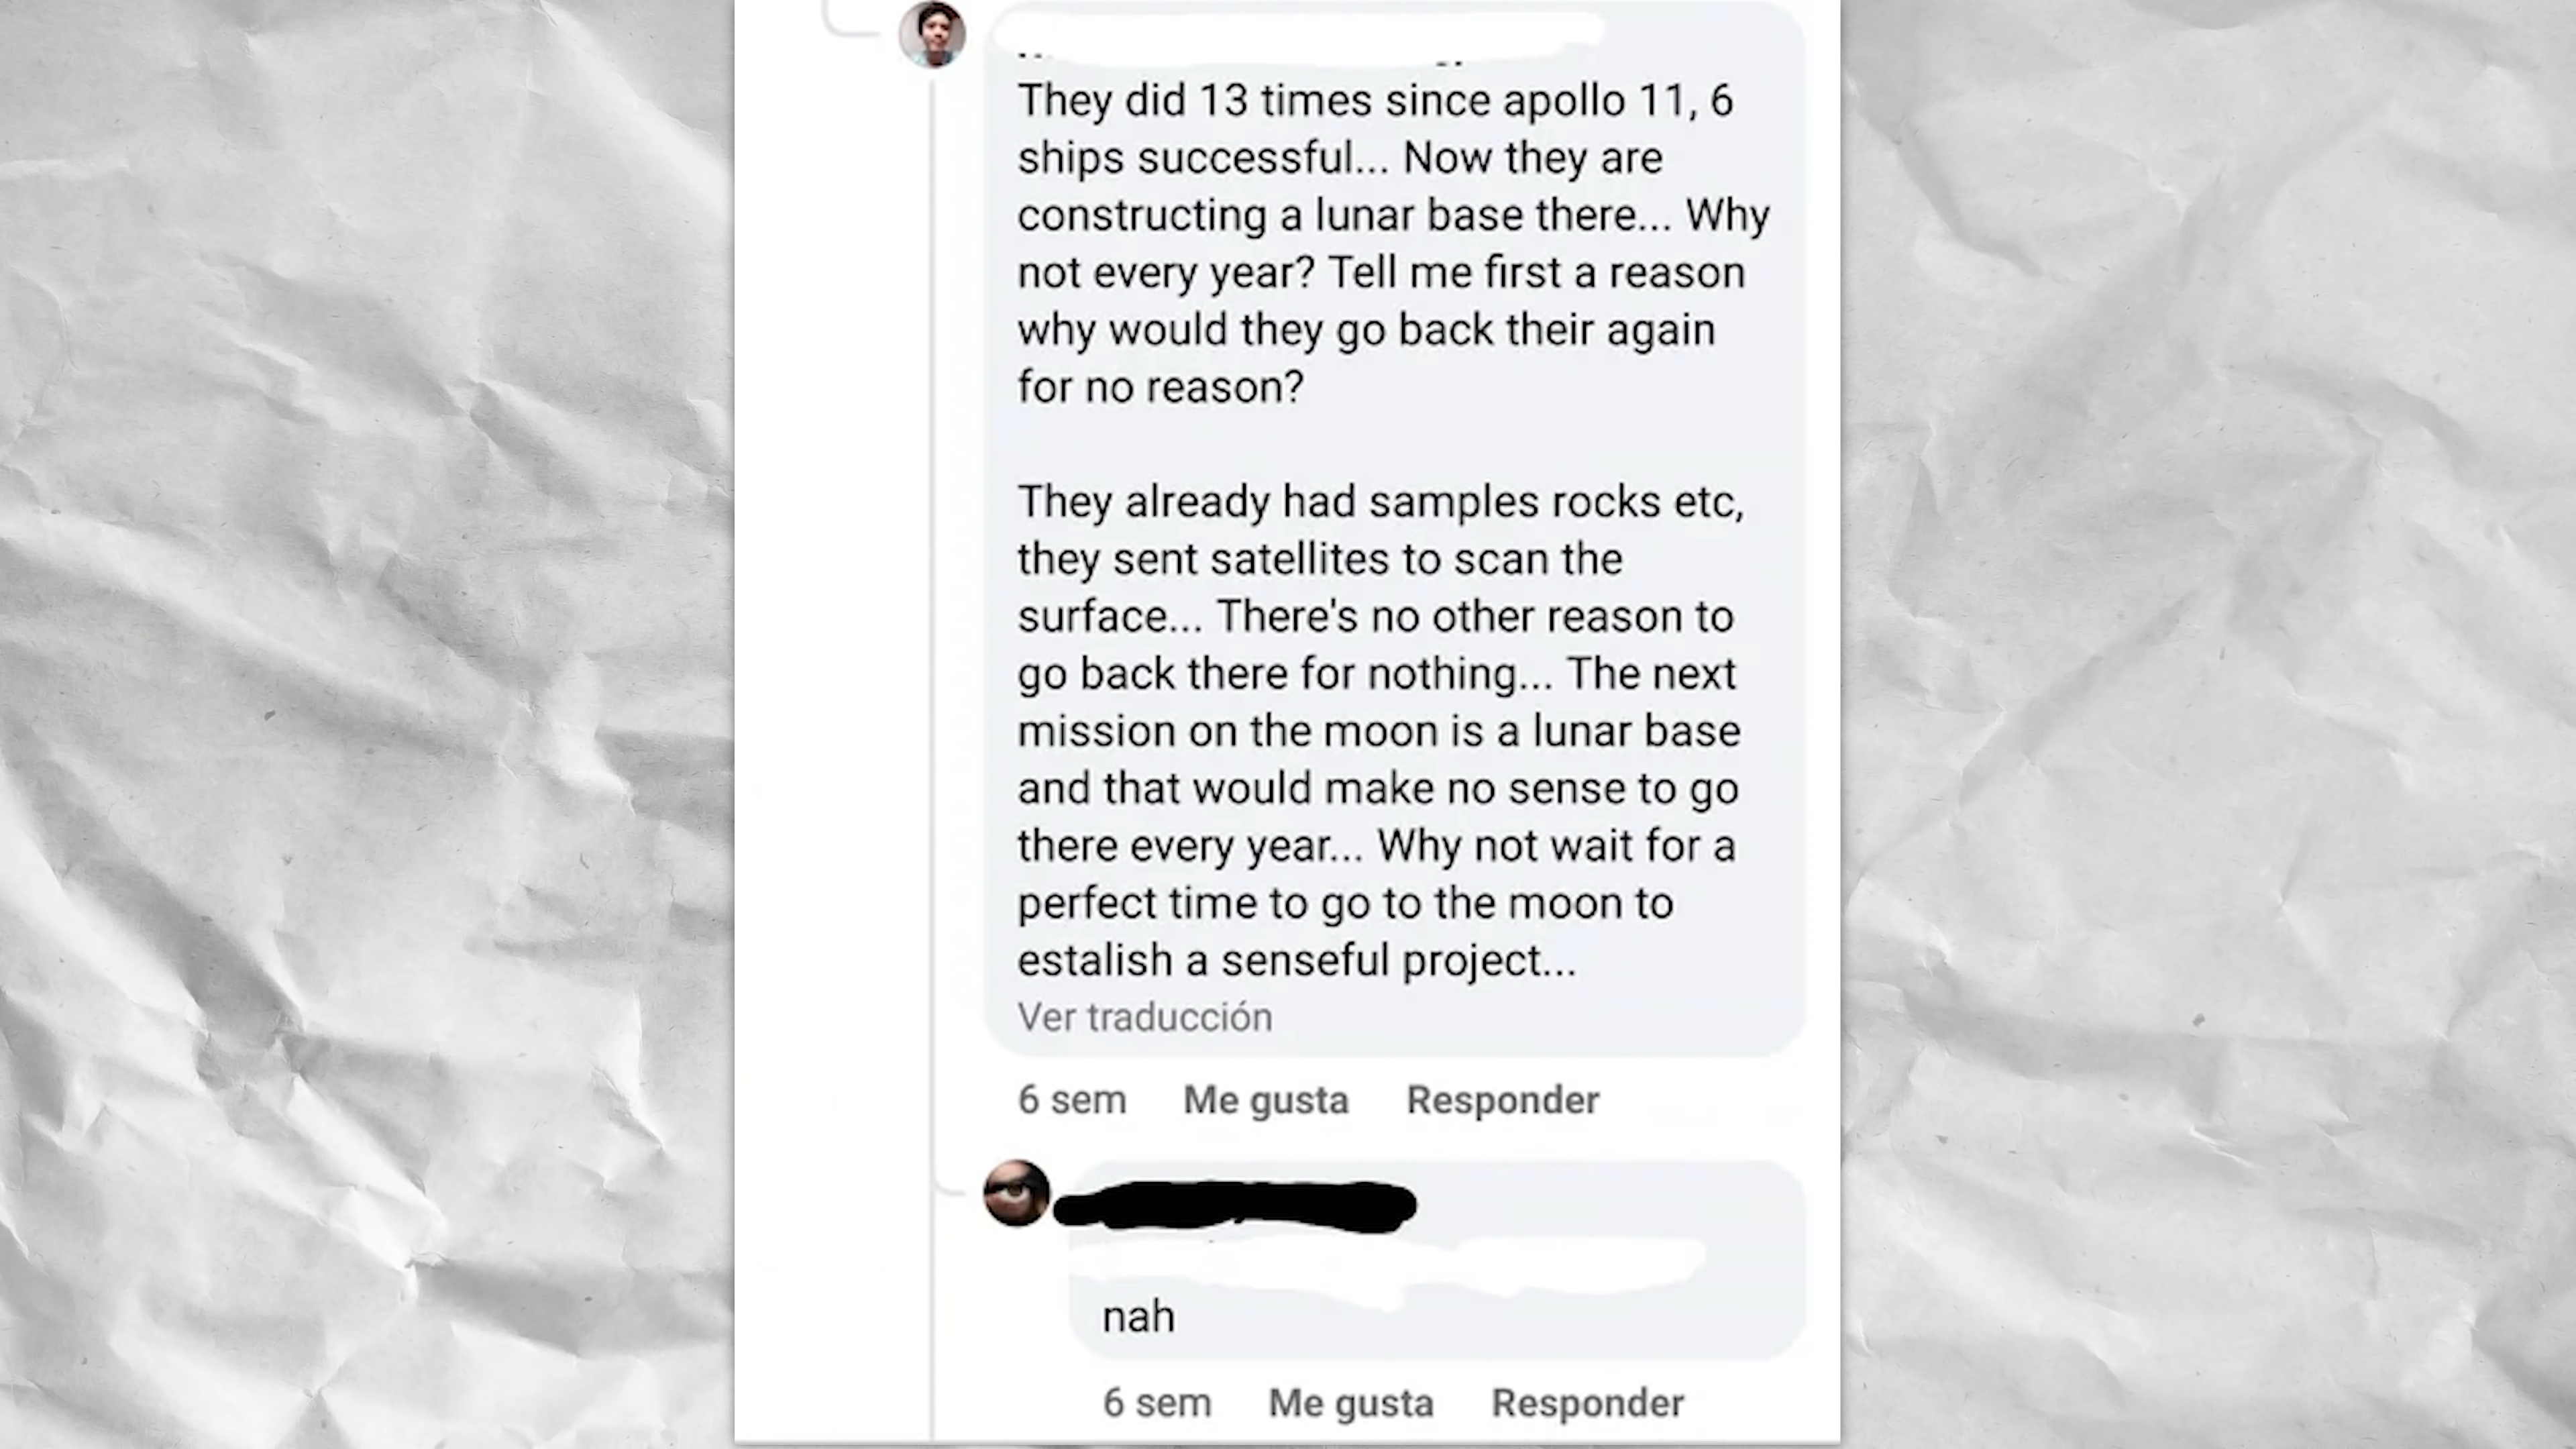 They did 13 times since apollo 11, 6
ships successful... Now they are
constructing a lunar base there... Why
not every year? Tell me first a reason
why would they go back their again
for no reason?
They already had samples rocks etc,
they sent satellites to scan the
surface... There's no other reason to
go back there for nothing... The next
mission on the moon is a lunar base
and that would make no sense to go
there every year... Why not wait for a
perfect time to go to the moon to
estalish a senseful project...
Ver traducción
6 sem Me gusta Responder
nah
6 sem Me gusta Responder